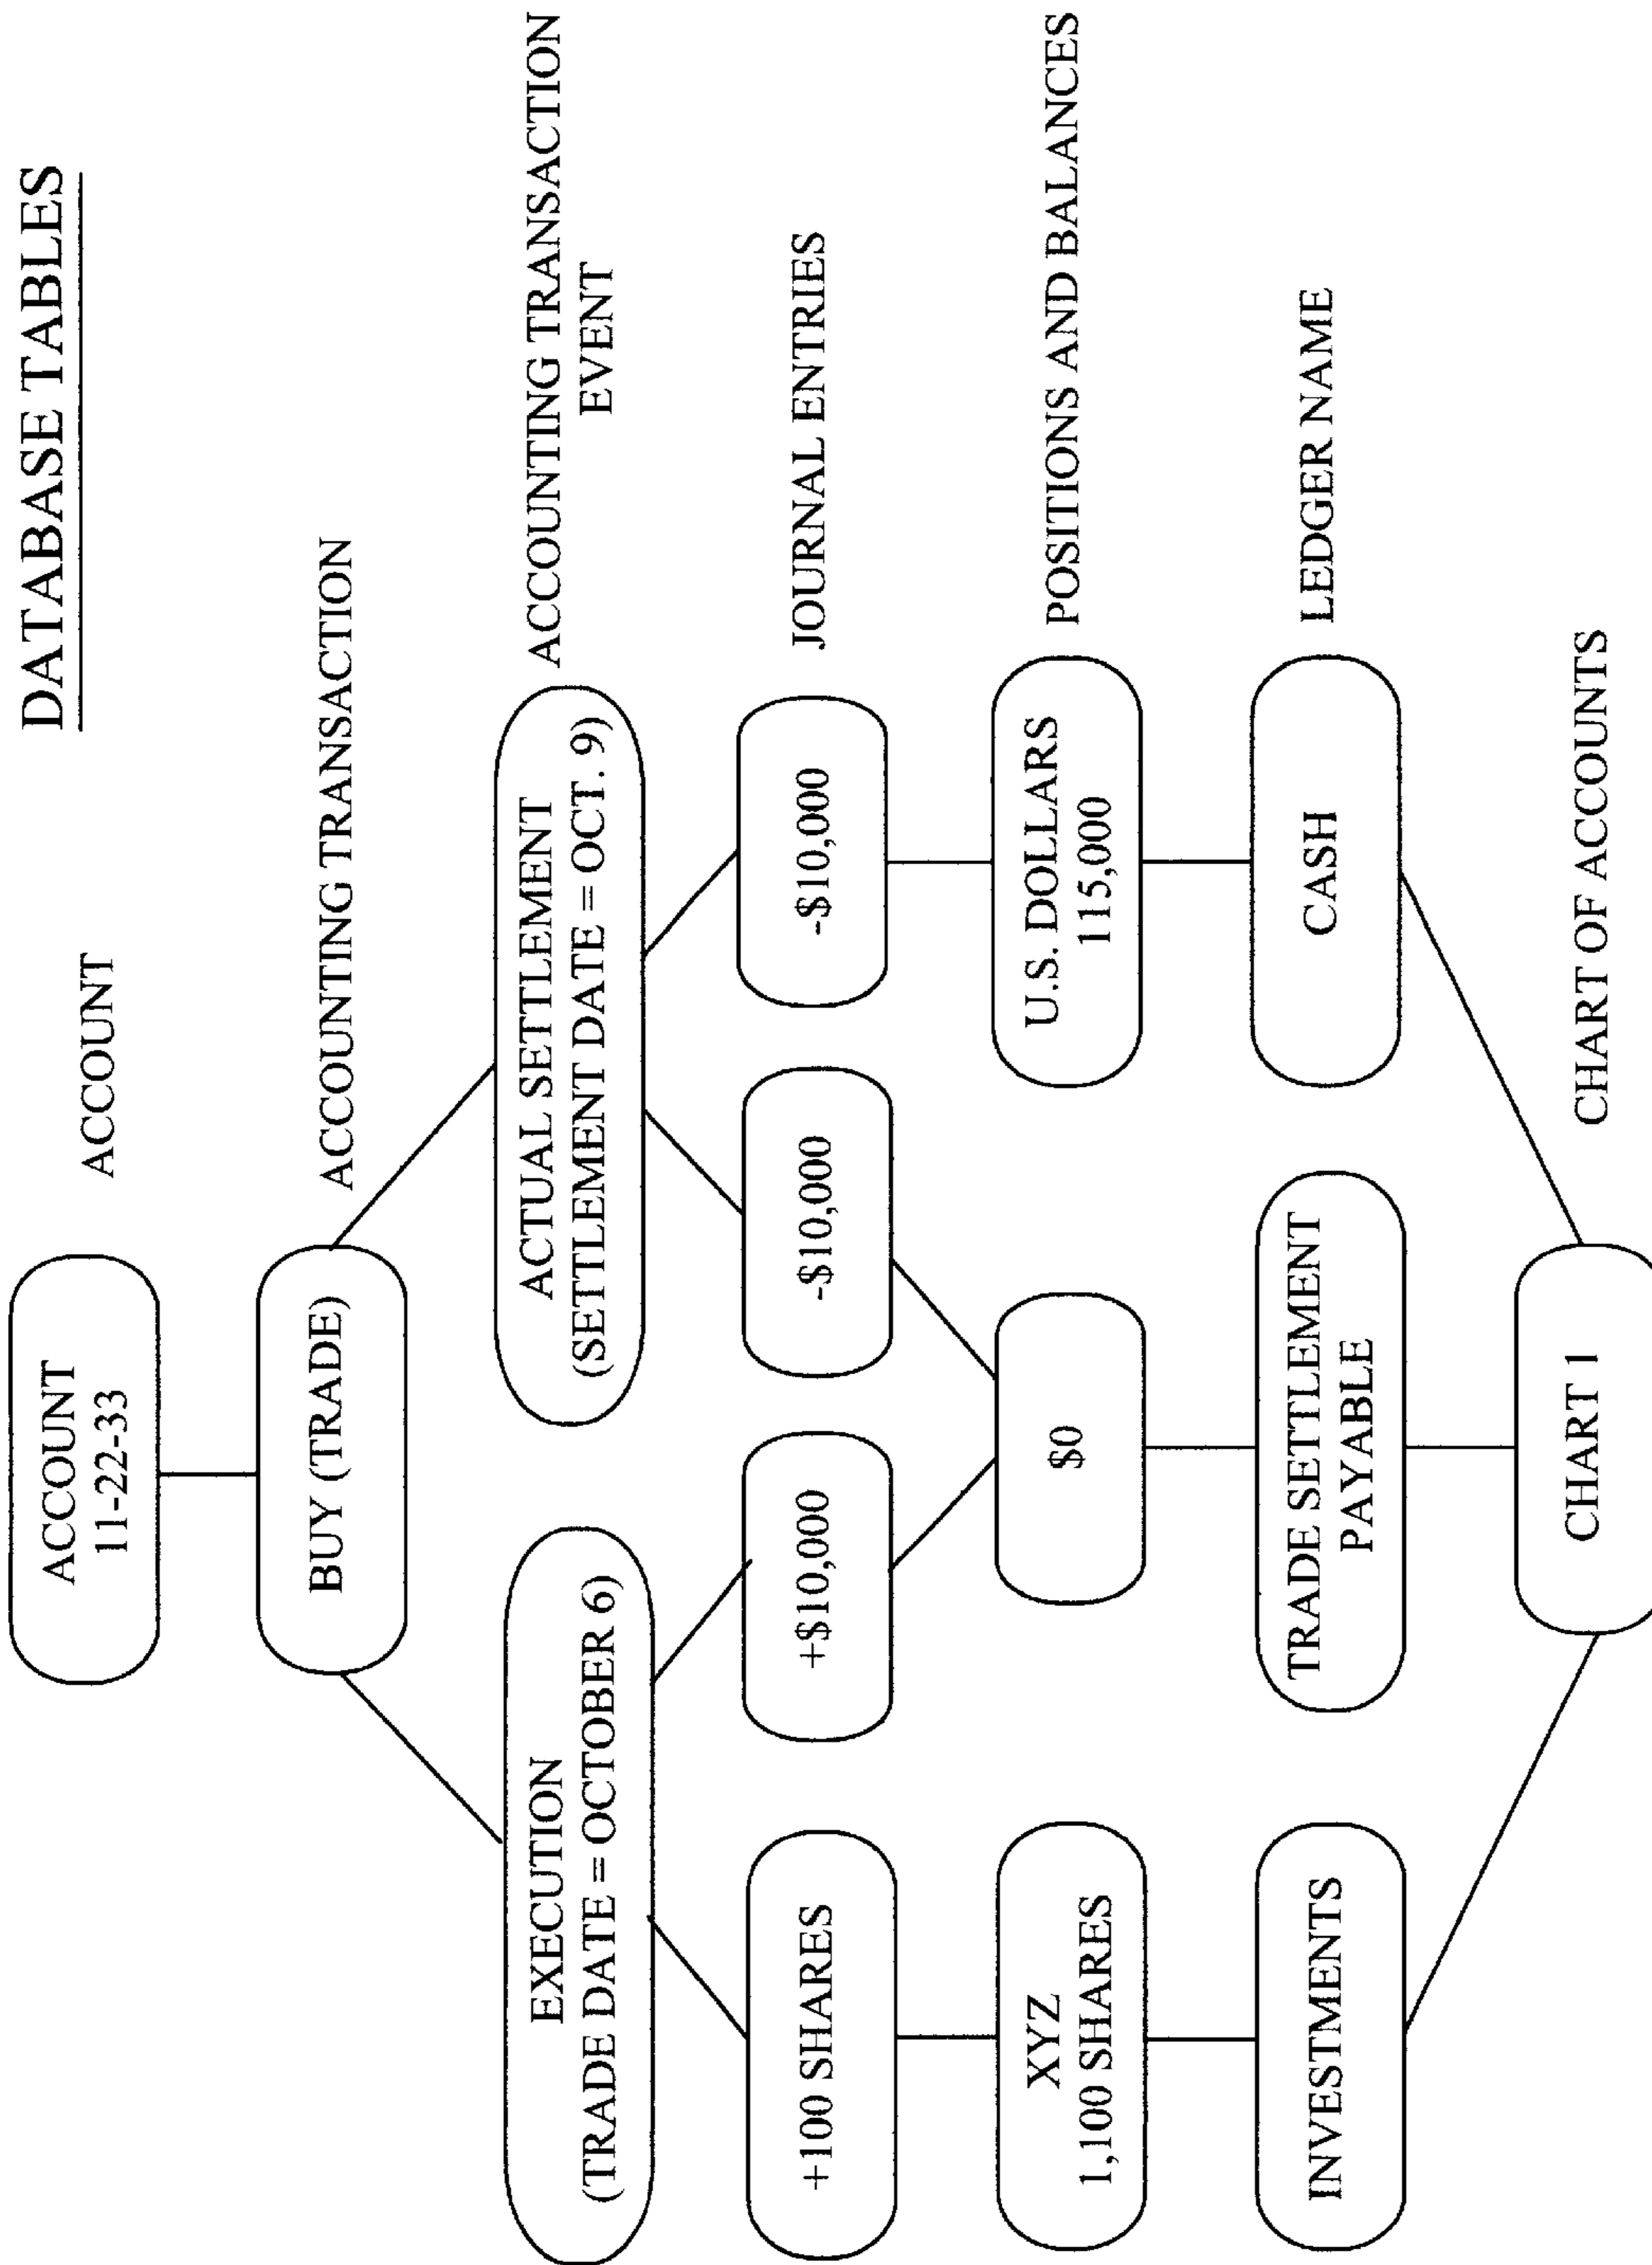 DATABASE TABLES
ACCOUNT
11-22-33
ACCOUNT
BUY (TRADE)
ACCOUNTING TRANSACTION
EXECUTION
(TRADE DATE = OCTOBER 6)
ACTUAL SETTLEMENT
(SETTLEMENT DATE = OCT. 9)
ACCOUNTING TRANSACTION
EVENT
+100 SHARES
+$10,000
-$10,000
-$10,000
JOURNAL ENTRIES
XYZ
1,100 SHARES
$0
U.S. DOLLARS
115,000
POSITIONS AND BALANCES
INVESTMENTS
TRADE SETTLEMENT
PAYABLE
CASH
LEDGER NAME
CHART 1
CHART OF ACCOUNTS